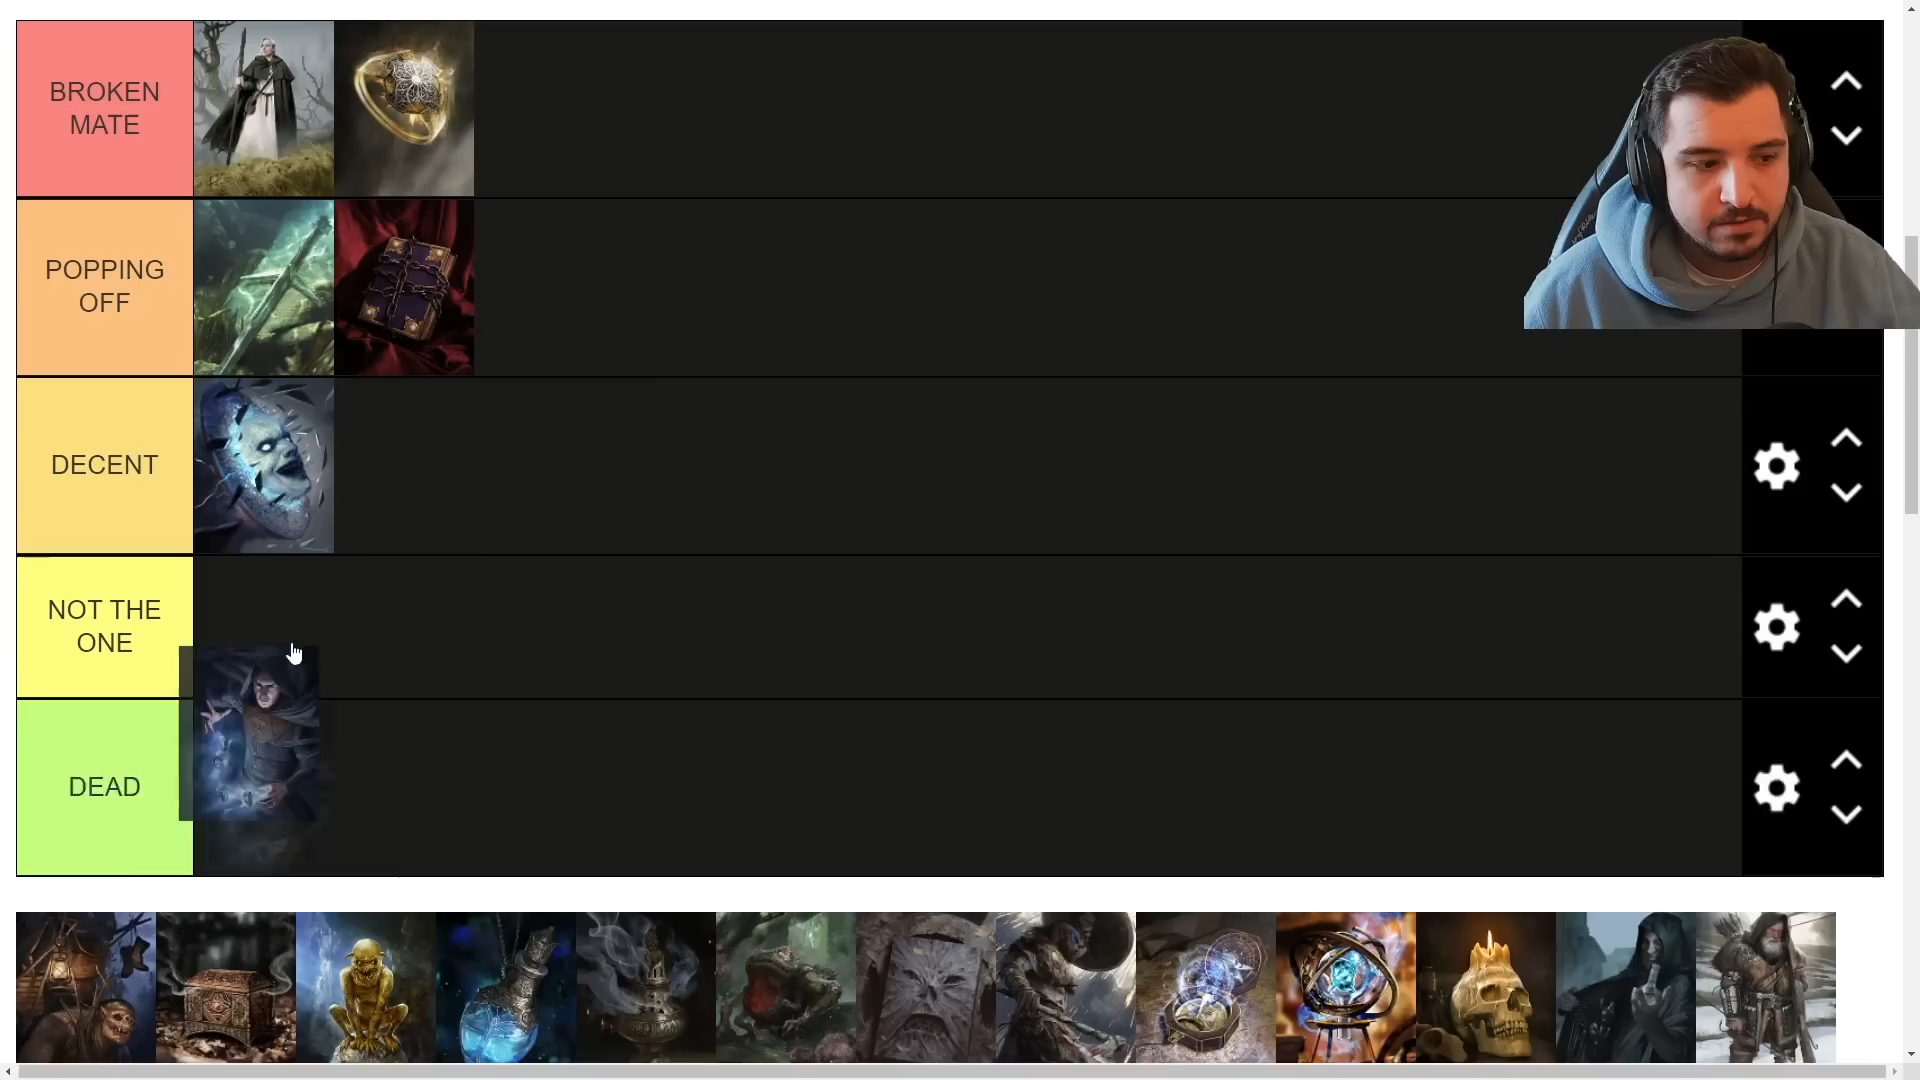 BROKEN
MATE
POPPING
OFF
DECENT
NOT THE
ONE
DEAD